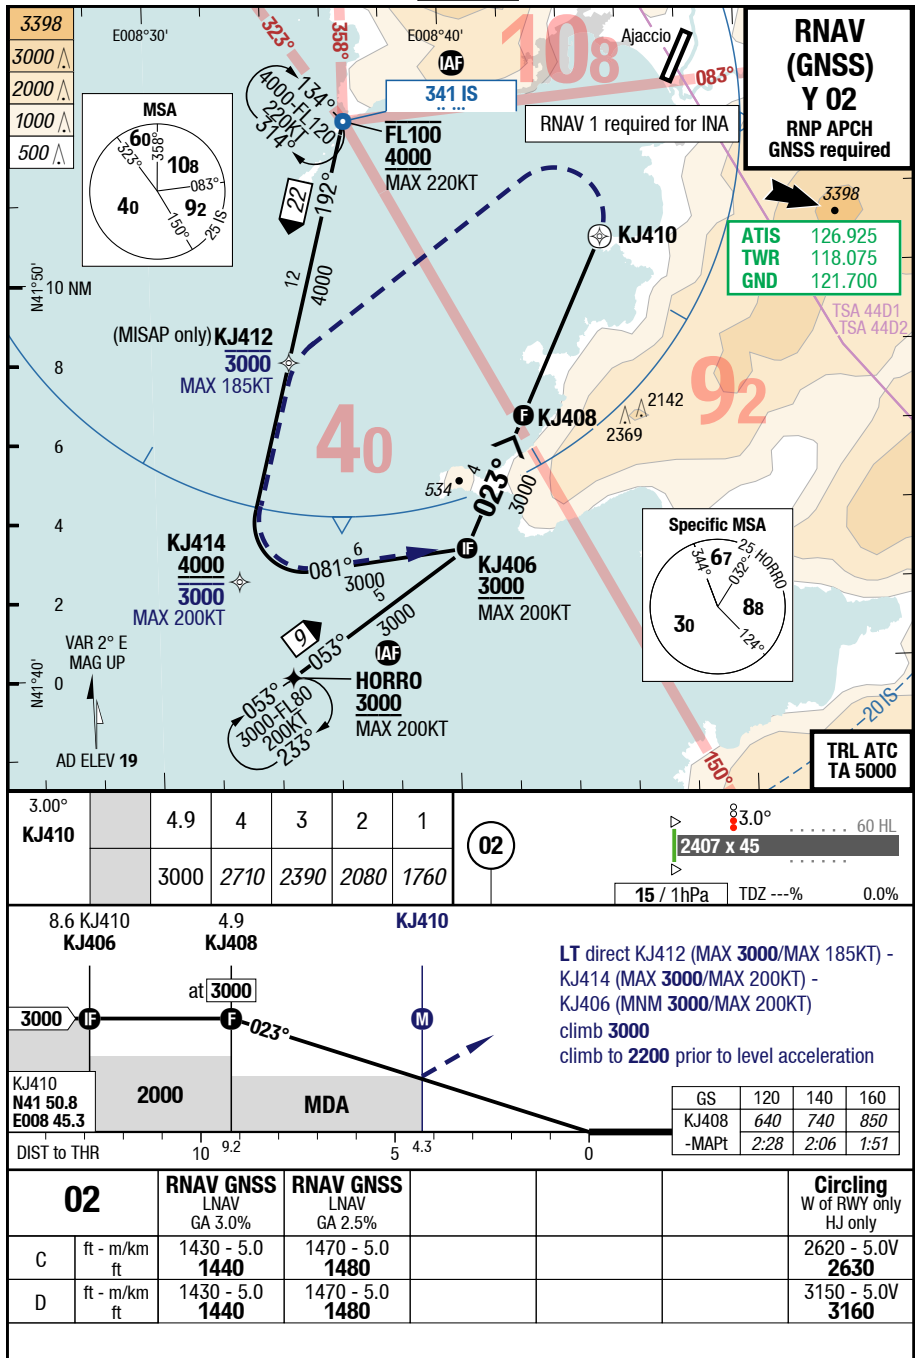 3398
3000
2000
1000
500
E008°30'
E008°40'
323°
358°
083°
150°
IAF
341 IS
134°
4000-FL120
220KT
314°
FL100
4000
MAX 220KT
108
Ajaccio
RNAV 1 required for INA
RNAV
(GNSS)
Y 02
RNP APCH
GNSS required
MSA
60
323°
358°
108
083°
40
92
150°
25 IS
3398
ATIS 126.925
TWR 118.075
GND 121.700
TSA 44D1
TSA 44D2
22
192°
12
4000
KJ410
N41°50'
10 NM
8
6
4
2
0
N41°40'
(MISAP only) KJ412
3000
MAX 185KT
40
92
F
KJ408
2142
2369
534
4
023°
3000
KJ414
4000
3000
MAX 200KT
081°
6
3000
IF
KJ406
3000
MAX 200KT
5
3000
9
053°
IAF
HORRO
3000
MAX 200KT
053°
3000-FL80
200KT
233°
Specific MSA
67
344°
032°
25 HORRO
30
88
124°
VAR 2° E
MAG UP
AD ELEV 19
20 IS
TRL ATC
TA 5000
3.00°
KJ410
4.9 4 3 2 1
3000 2710 2390 2080 1760
02
3.0°
60 HL
2407 x 45
15 / 1hPa TDZ ---% 0.0%
8.6 KJ410
KJ406
4.9
KJ408
KJ410
at 3000
3000
IF
F
023°
M
2000
MDA
KJ410
N41 50.8
E008 45.3
DIST to THR 10 9.2 5 4.3 0
LT direct KJ412 (MAX 3000/MAX 185KT) -
KJ414 (MAX 3000/MAX 200KT) -
KJ406 (MNM 3000/MAX 200KT)
climb 3000
climb to 2200 prior to level acceleration
GS 120 140 160
KJ408 640 740 850
-MAPt 2:28 2:06 1:51
02
RNAV GNSS
LNAV
GA 3.0%
RNAV GNSS
LNAV
GA 2.5%
Circling
W of RWY only
HJ only
C ft - m/km 1430 - 5.0 1470 - 5.0 2620 - 5.0V
ft 1440 1480 2630
D ft - m/km 1430 - 5.0 1470 - 5.0 3150 - 5.0V
ft 1440 1480 3160